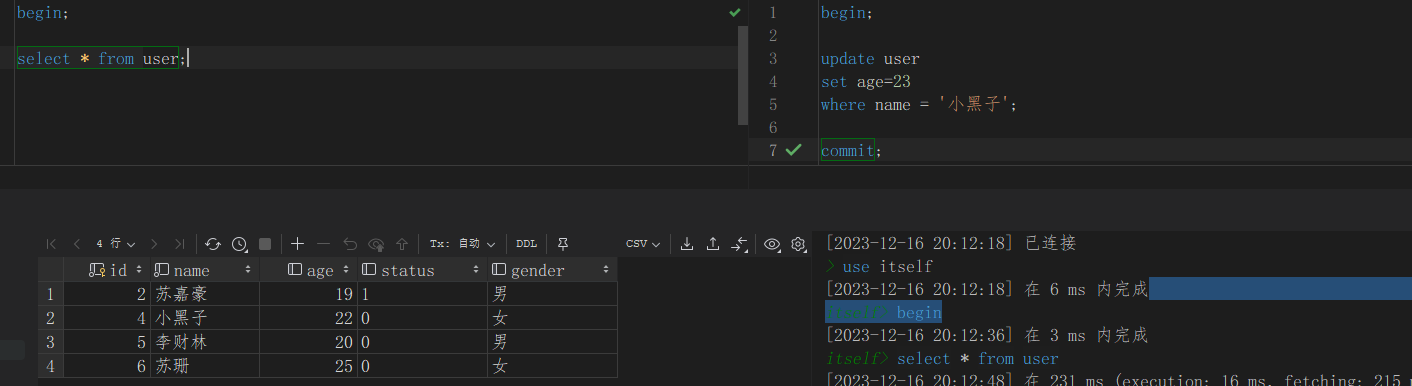 begin;
select * from user;
1 begin;
2
3 update user
4 set age=23
5 where name = '小黑子';
6
7 commit;
4 行 Tx: 自动 DDL CSV
id name age status gender
1 2 苏嘉豪 19 1 男
2 4 小黑子 22 0 女
3 5 李财林 20 0 男
4 6 苏珊 25 0 女
[2023-12-16 20:12:18] 已连接
> use itself
[2023-12-16 20:12:18] 在 6 ms 内完成
itself> begin
[2023-12-16 20:12:36] 在 3 ms 内完成
itself> select * from user
[2023-12-16 20:12:48] 在 231 ms (execution: 16 ms, fetching: 215